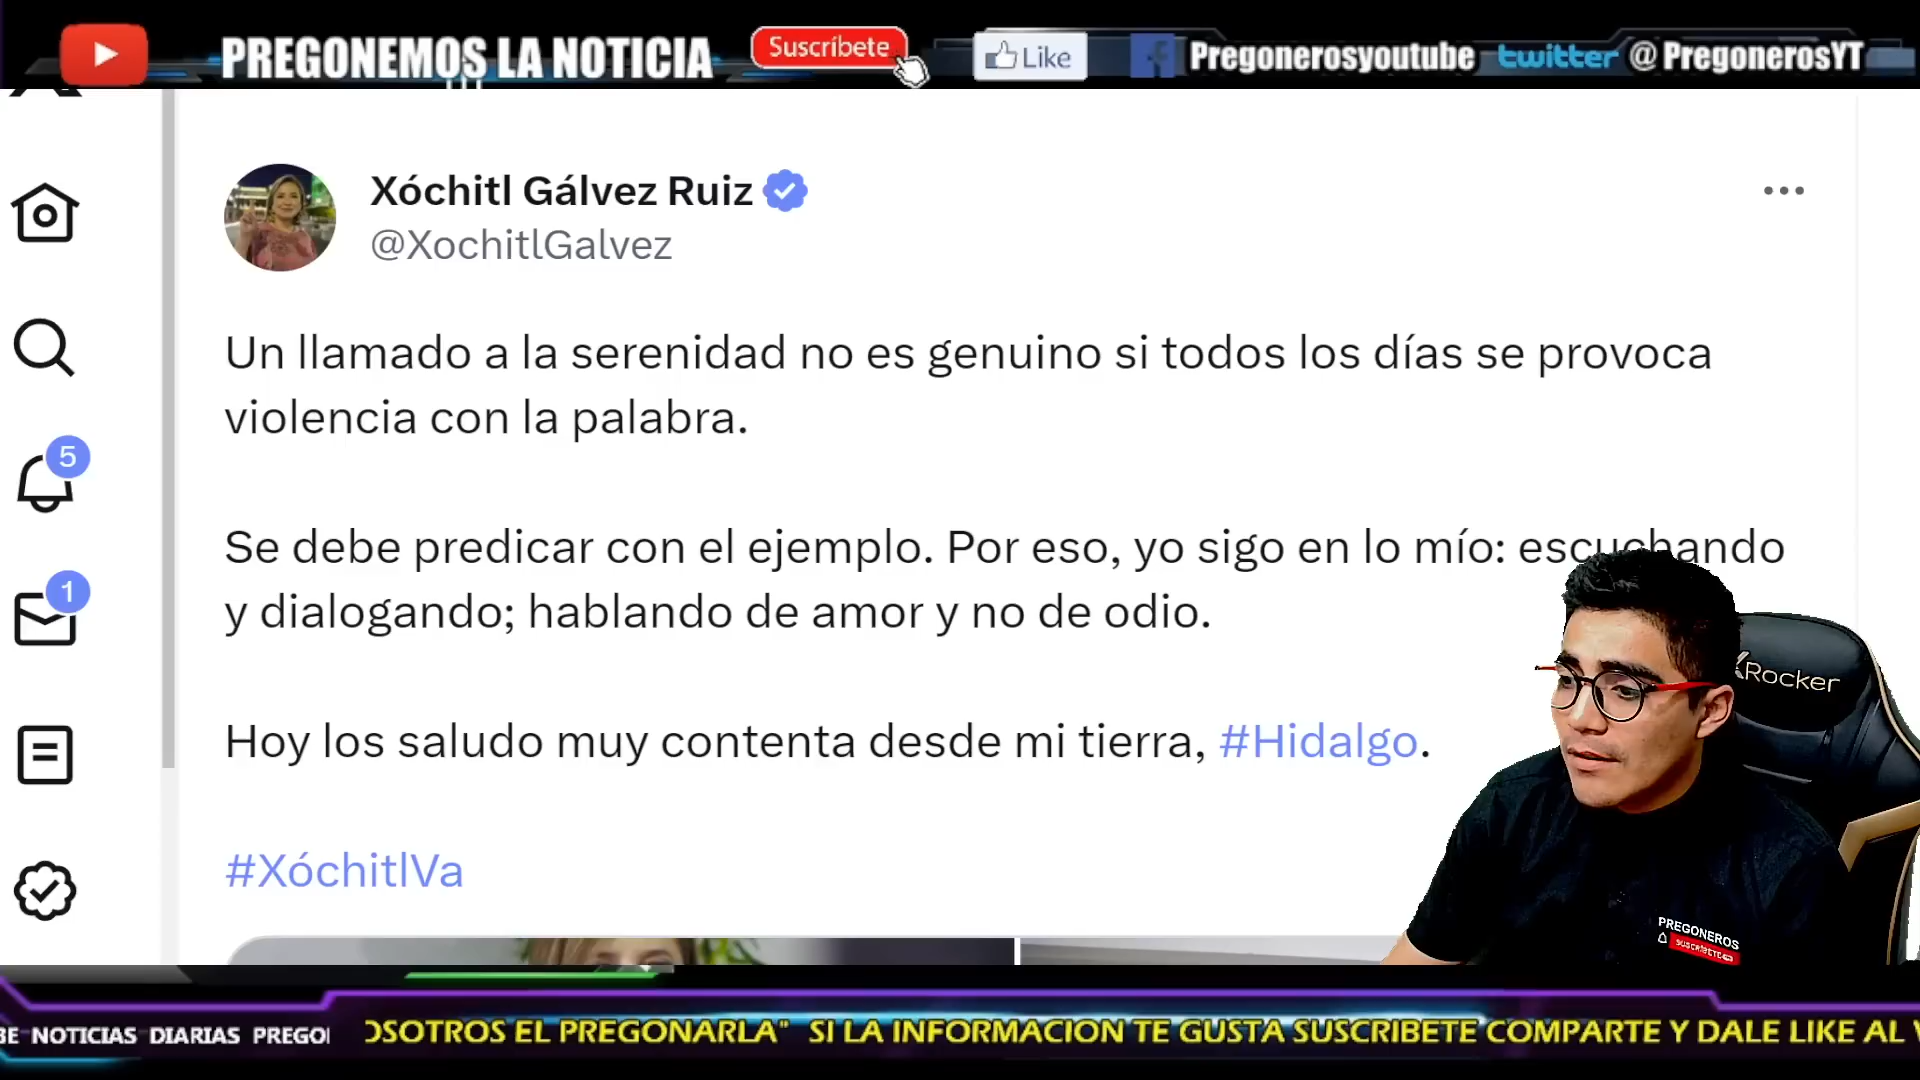 PREGONEMOS LA NOTICIA
Suscríbete
Like
Pregonerosyoutube
twitter @PregonerosYT
Xóchitl Gálvez Ruiz
@XochitlGalvez
Un llamado a la serenidad no es genuino si todos los días se provoca
violencia con la palabra.
Se debe predicar con el ejemplo. Por eso, yo sigo en lo mío: escuchando
y dialogando; hablando de amor y no de odio.
Hoy los saludo muy contenta desde mi tierra, #Hidalgo.
#XóchitlVa
5
1
XRocker
PREGONEROS
SUSCRÍBETE
BE NOTICIAS DIARIAS PREGO
OSOTROS EL PREGONARLA" SI LA INFORMACION TE GUSTA SUSCRIBETE COMPARTE Y DALE LIKE AL